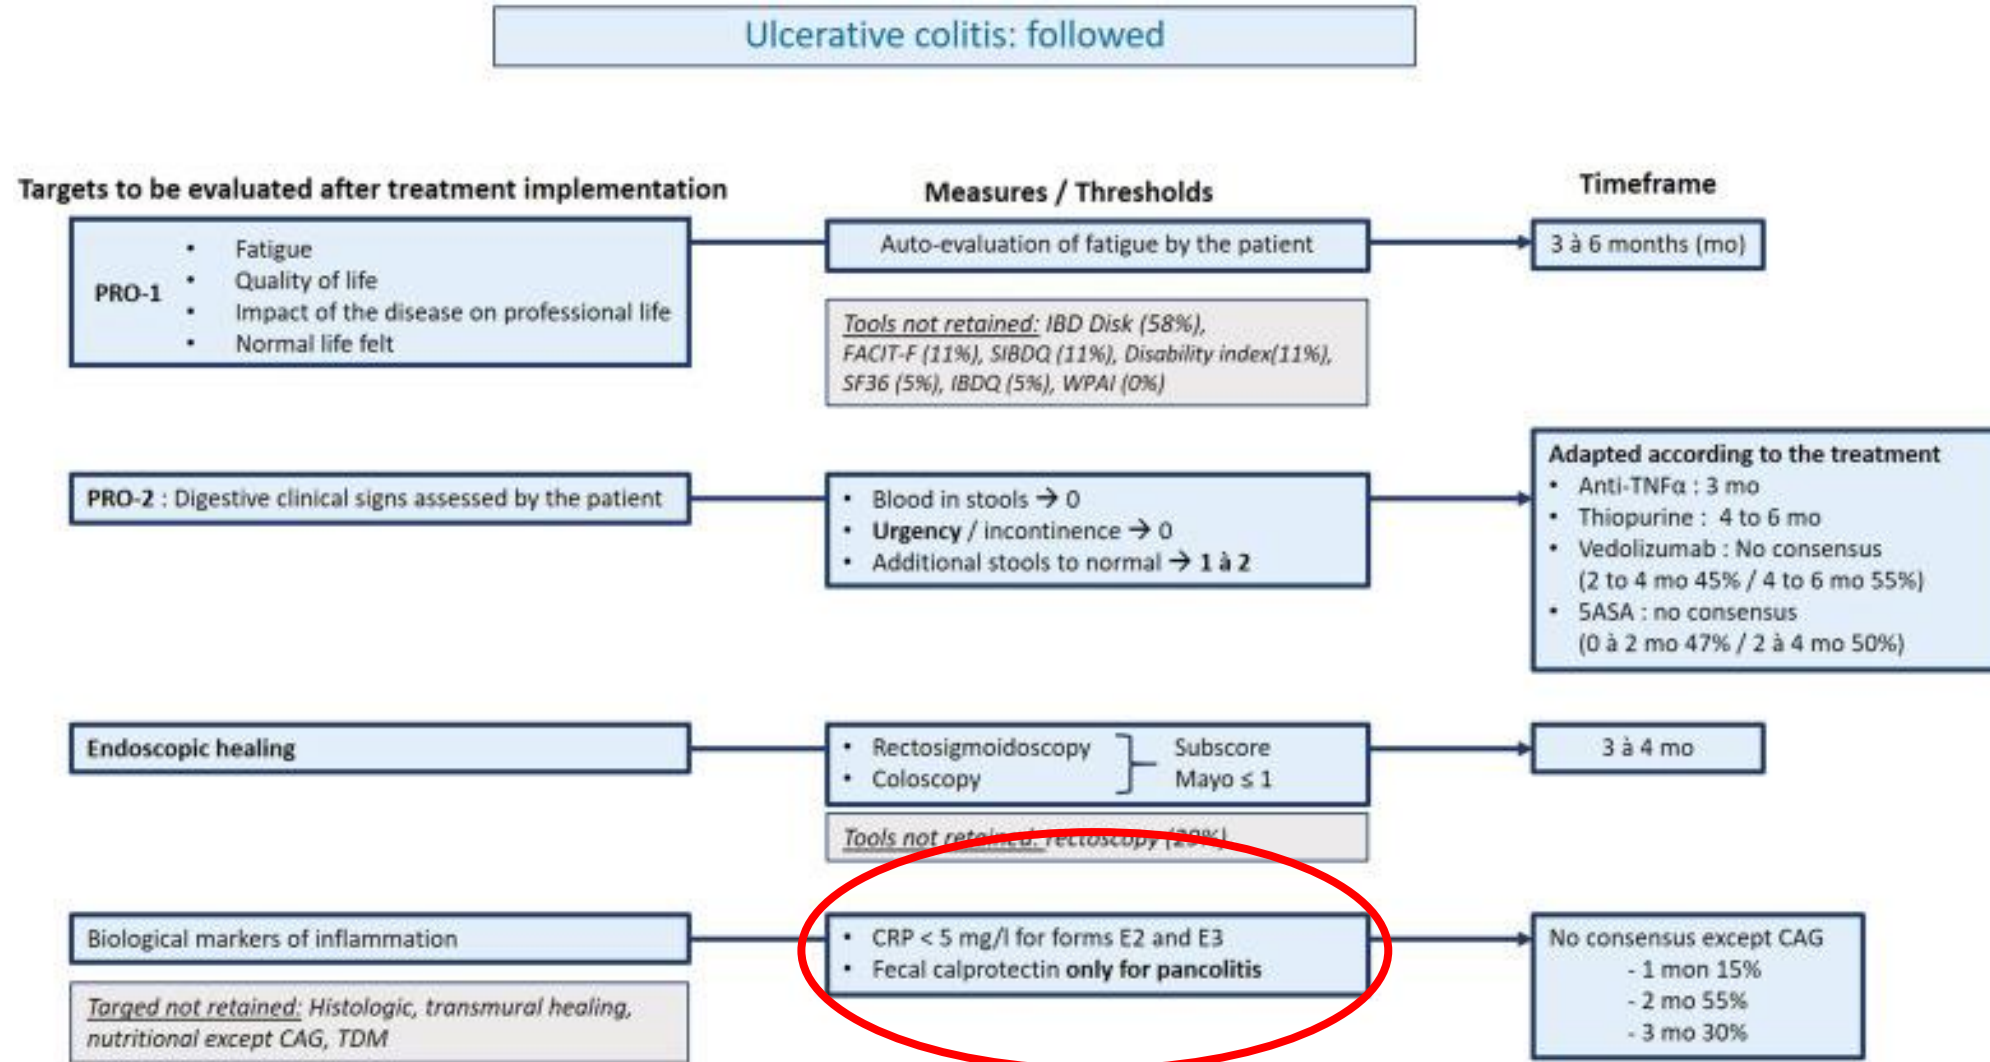 Ulcerative colitis: followed
Targets to be evaluated after treatment implementation
Measures / Thresholds
Timeframe
PRO-1
• Fatigue
• Quality of life
• Impact of the disease on professional life
• Normal life felt
Auto-evaluation of fatigue by the patient
3 à 6 months (mo)
Tools not retained: IBD Disk (58%),
FACIT-F (11%), SIBDQ (11%), Disability index(11%),
SF36 (5%), IBDQ (5%), WPAI (0%)
PRO-2 : Digestive clinical signs assessed by the patient
• Blood in stools → 0
• Urgency / incontinence → 0
• Additional stools to normal → 1 à 2
Adapted according to the treatment
• Anti-TNFα : 3 mo
• Thiopurine : 4 to 6 mo
• Vedolizumab : No consensus
(2 to 4 mo 45% / 4 to 6 mo 55%)
• 5ASA : no consensus
(0 à 2 mo 47% / 2 à 4 mo 50%)
Endoscopic healing
• Rectosigmoidoscopy
• Coloscopy
Subscore
Mayo ≤ 1
3 à 4 mo
Tools not retained: rectoscopy (29%)
Biological markers of inflammation
• CRP < 5 mg/l for forms E2 and E3
• Fecal calprotectin only for pancolitis
No consensus except CAG
- 1 mon 15%
- 2 mo 55%
- 3 mo 30%
Targed not retained: Histologic, transmural healing,
nutritional except CAG, TDM